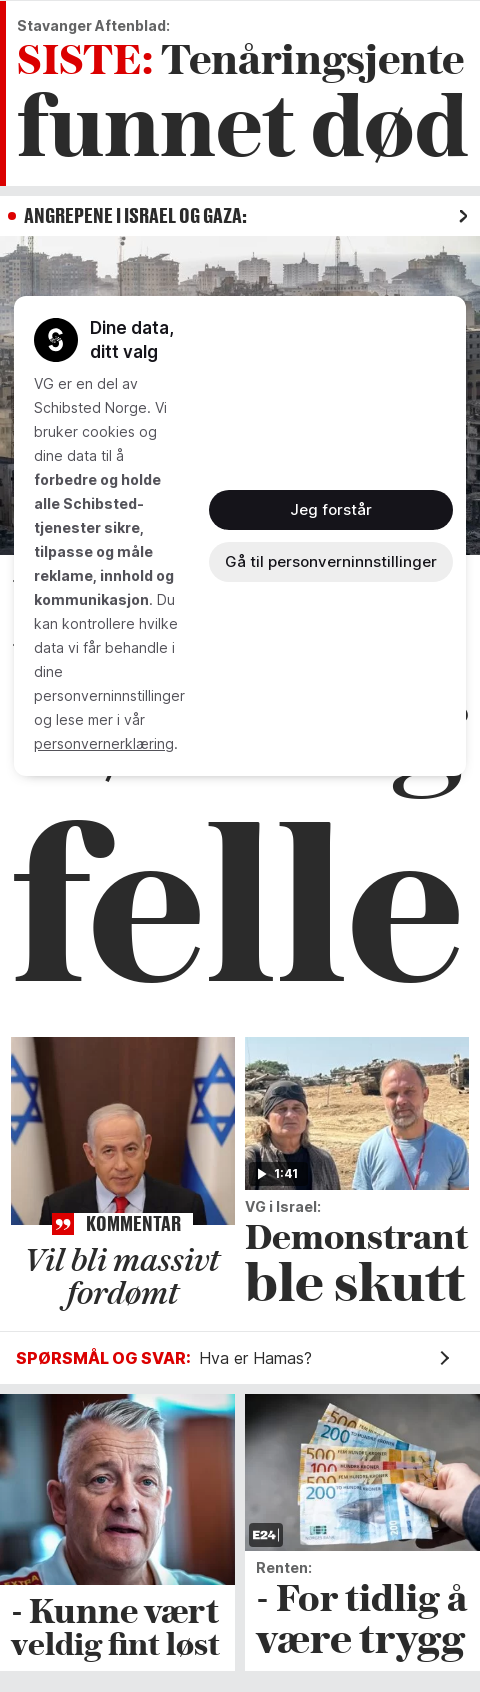 Stavanger Aftenblad:
SISTE: Tenåringsjente
funnet død
ANGREPENE I ISRAEL OG GAZA:
Dine data,
ditt valg
VG er en del av
Schibsted Norge. Vi
bruker cookies og
dine data til å
forbedre og holde
alle Schibsted-
tjenester sikre,
tilpasse og måle
reklame, innhold og
kommunikasjon. Du
kan kontrollere hvilke
data vi får behandle i
dine
personverninnstillinger
og lese mer i vår
personvernerklæring.
Jeg forstår
Gå til personverninnstillinger
felle
KOMMENTAR
Vil bli massivt
fordømt
1:41
VG i Israel:
Demonstrant
ble skutt
SPØRSMÅL OG SVAR: Hva er Hamas?
- Kunne vært
veldig fint løst
E24
Renten:
- For tidlig å
være trygg